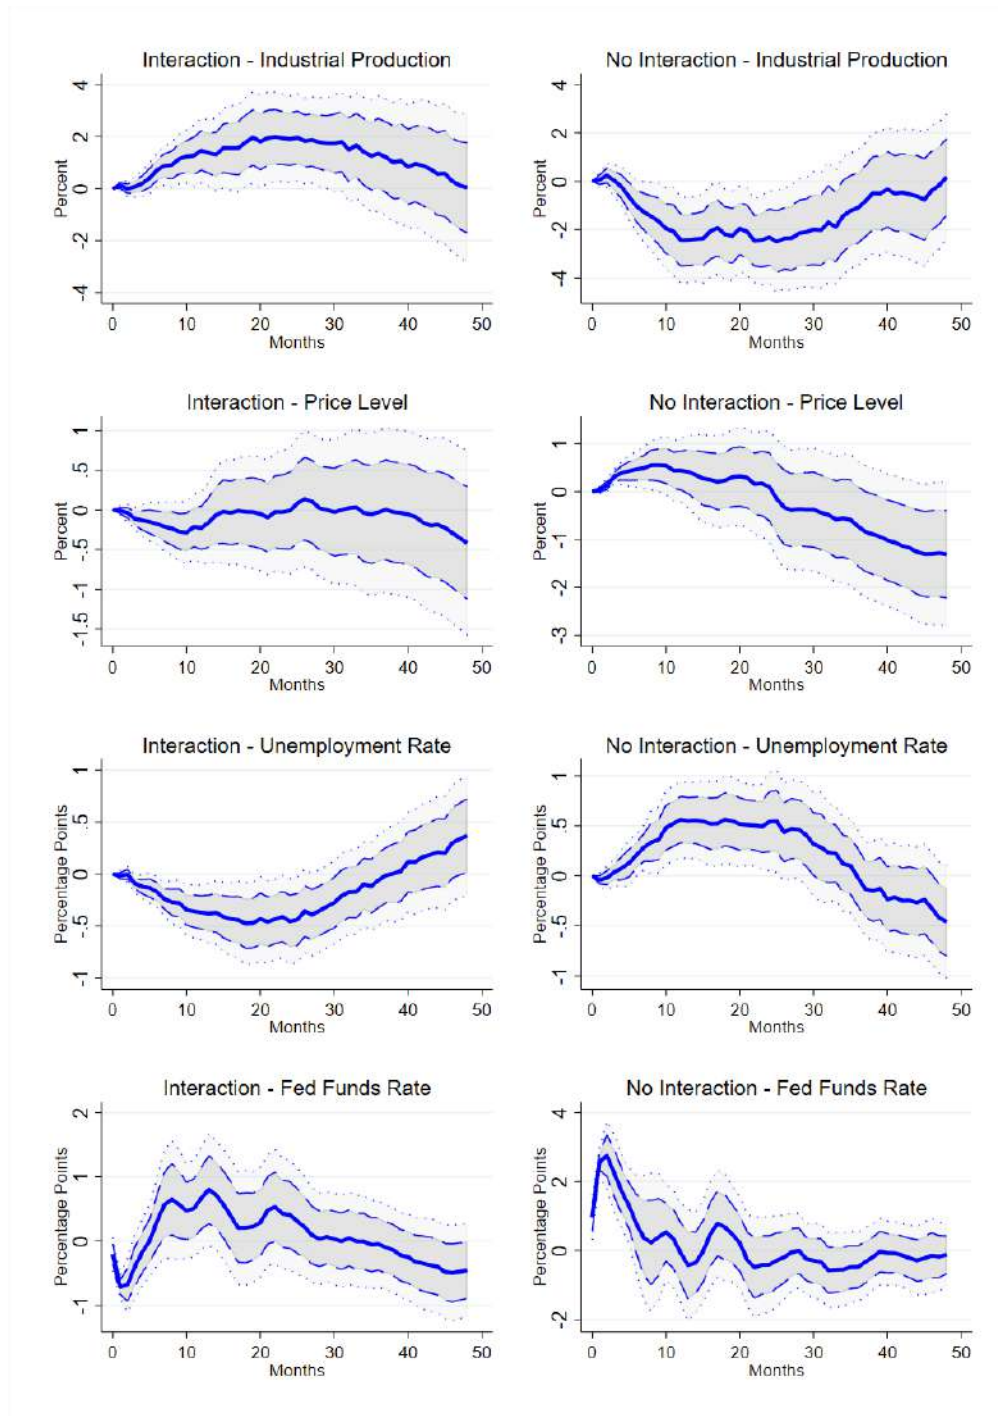 Interaction - Industrial Production
No Interaction - Industrial Production
Percent
4
2
0
-2
-4
0 10 20 30 40 50
Months
Percent
4
2
0
-2
-4
0 10 20 30 40 50
Months
Interaction - Price Level
No Interaction - Price Level
Percent
1
.5
0
-.5
-1
-1.5
0 10 20 30 40 50
Months
Percent
1
0
-1
-2
-3
0 10 20 30 40 50
Months
Interaction - Unemployment Rate
No Interaction - Unemployment Rate
Percentage Points
1
.5
0
-.5
-1
0 10 20 30 40 50
Months
Percentage Points
1
.5
0
-.5
-1
0 10 20 30 40 50
Months
Interaction - Fed Funds Rate
No Interaction - Fed Funds Rate
Percentage Points
2
1
0
-1
0 10 20 30 40 50
Months
Percentage Points
4
2
0
-2
0 10 20 30 40 50
Months